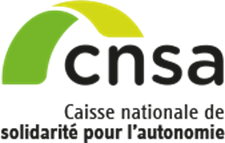 cnsa
Caisse nationale de
solidarité pour l'autonomie